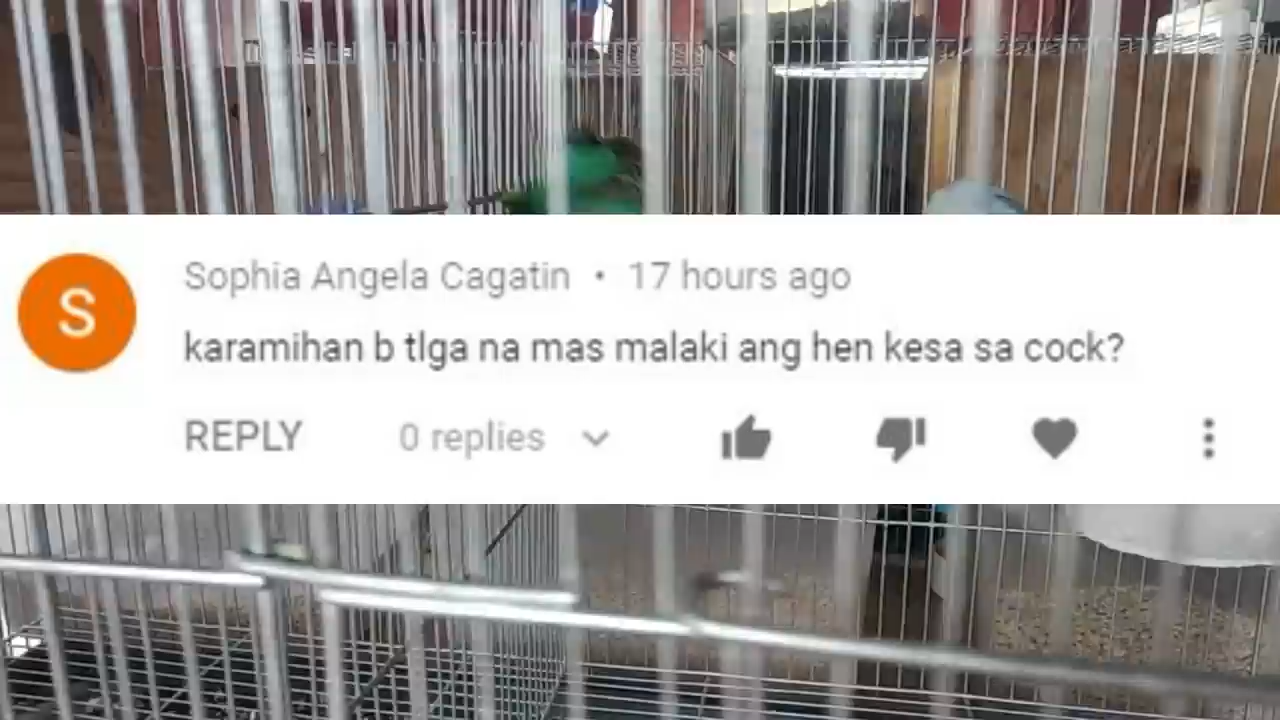 S
Sophia Angela Cagatin • 17 hours ago
karamihan b tlga na mas malaki ang hen kesa sa cock?
REPLY 0 replies